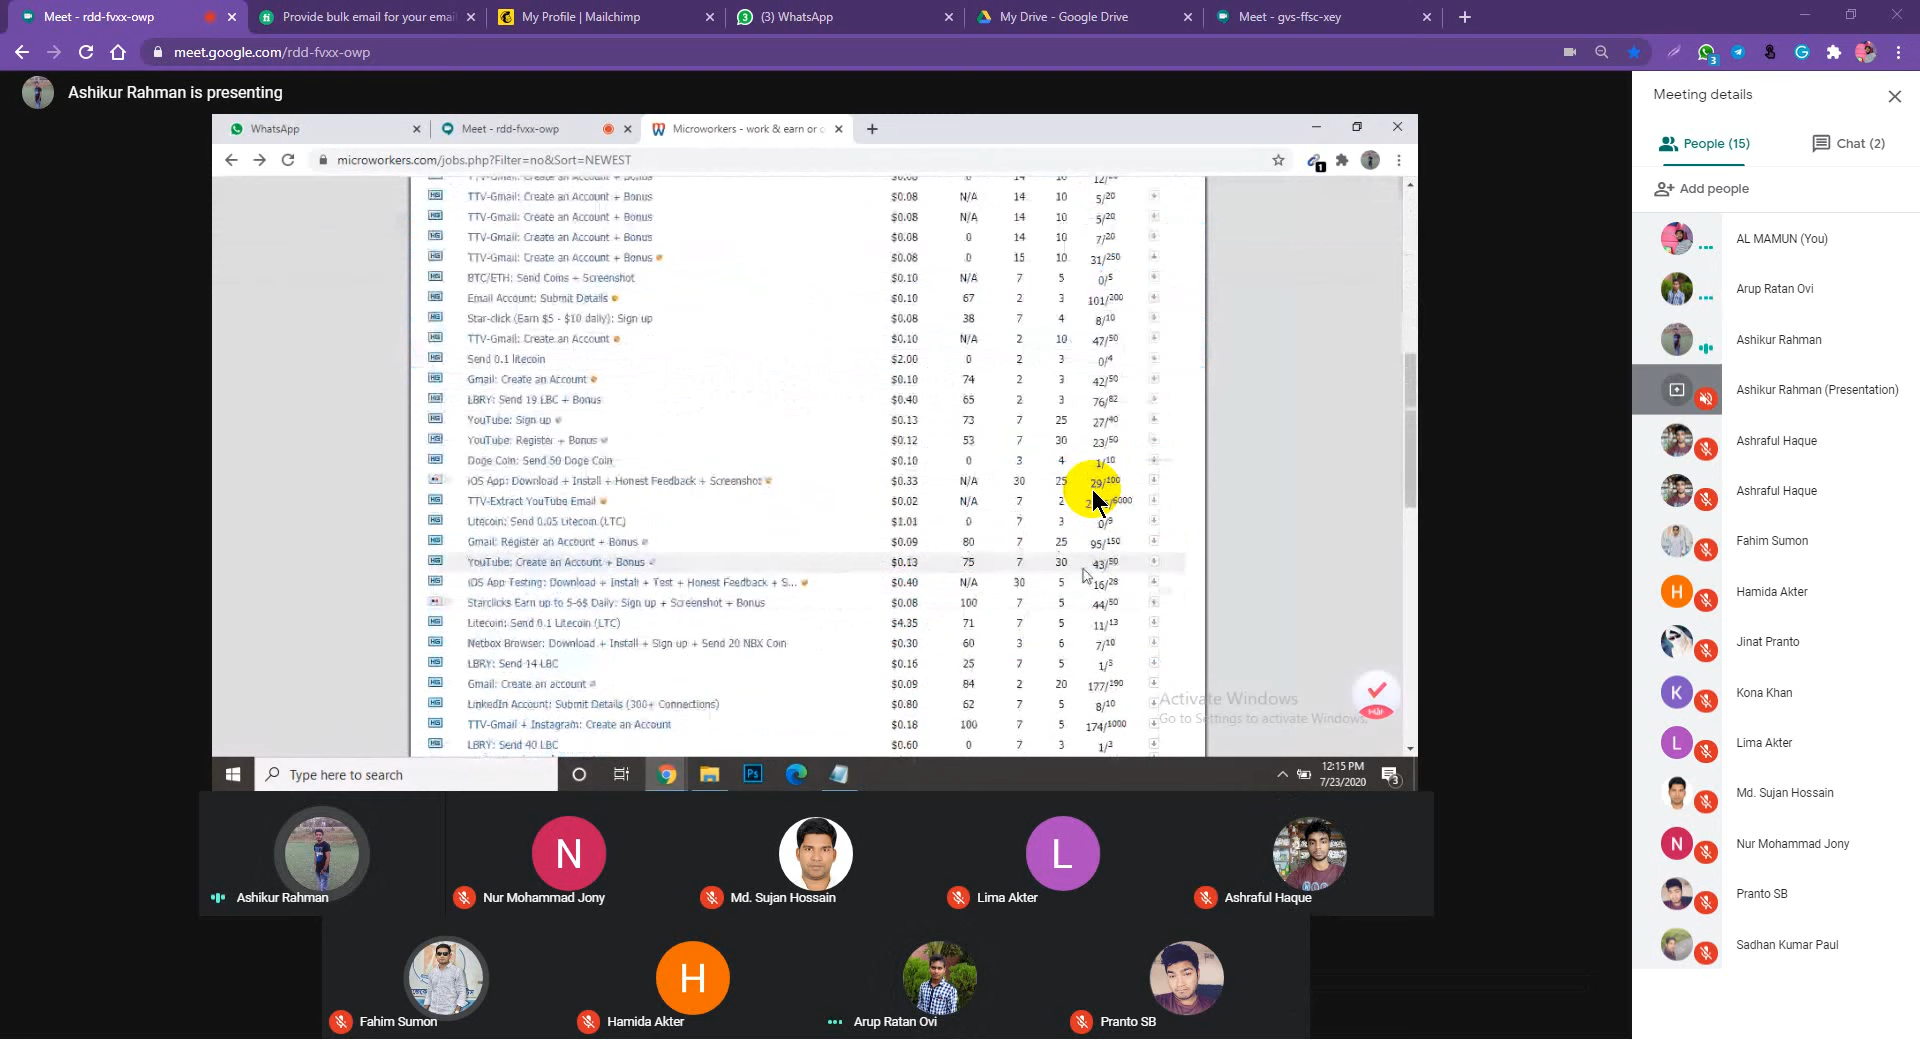 Meet - rdd-fvxx-owp
Provide bulk email for your email
My Profile | Mailchimp
(3) WhatsApp
My Drive - Google Drive
Meet - gvs-ffsc-xey
meet.google.com/rdd-fvxx-owp
3
Ashikur Rahman is presenting
WhatsApp
Meet - rdd-fvxx-owp
Microworkers - work & earn or o
microworkers.com/jobs.php?Filter=no&Sort=NEWEST
1
TTV-Gmail: Create an Account + Bonus $0.08 0 14 10
TTV-Gmail: Create an Account + Bonus $0.08 N/A 14 10 5/20
TTV-Gmail: Create an Account + Bonus $0.08 N/A 14 10 5/20
TTV-Gmail: Create an Account + Bonus $0.08 0 14 10 7/20
TTV-Gmail: Create an Account + Bonus $0.08 0 15 10 31/250
BTC/ETH: Send Coins + Screenshot $0.10 N/A 7 5 0/5
Email Account: Submit Details $0.10 67 2 3 101/200
Star-click (Earn $5 - $10 daily): Sign up $0.08 38 7 4 8/10
TTV-Gmail: Create an Account $0.10 N/A 2 10 47/50
Send 0.1 litecoin $2.00 0 2 3 0/4
Gmail: Create an Account $0.10 74 2 3 42/50
LBRY: Send 19 LBC + Bonus $0.40 65 2 3 76/82
YouTube: Sign up $0.13 73 7 25 27/40
YouTube: Register + Bonus $0.12 53 7 30 23/50
Doge Coin: Send 50 Doge Coin $0.10 0 3 4 1/10
iOS App: Download + Install + Honest Feedback + Screenshot $0.33 N/A 30 25 29/100
TTV-Extract YouTube Email $0.02 N/A 7 /6000
Litecoin: Send 0.05 Litecoin (LTC) $1.01 0 7 3 0/9
Gmail: Register an Account + Bonus $0.09 80 7 25 95/150
YouTube: Create an Account + Bonus $0.13 75 7 30 43/50
iOS App Testing: Download + Install + Test + Honest Feedback + S... $0.40 N/A 30 5 16/28
Starclicks Earn up to 5-6$ Daily: Sign up + Screenshot + Bonus $0.08 100 7 5 44/50
Litecoin: Send 0.1 Litecoin (LTC) $4.35 71 7 5 11/13
Netbox Browser: Download + Install + Sign up + Send 20 NBX Coin $0.30 60 3 6 7/10
LBRY: Send 14 LBC $0.16 25 7 5 1/5
Gmail: Create an account $0.09 84 2 20 177/190
LinkedIn Account: Submit Details (300+ Connections) $0.80 62 7 5 8/10
TTV-Gmail + Instagram: Create an Account $0.18 100 7 5 174/1000
LBRY: Send 40 LBC $0.60 0 7 3 1/3
Activate Windows
Go to Settings to activate Windows.
Type here to search
Ps
12:15 PM
7/23/2020
3
Ashikur Rahman
N
Nur Mohammad Jony
Md. Sujan Hossain
L
Lima Akter
Ashraful Haque
Fahim Sumon
H
Hamida Akter
Arup Ratan Ovi
Pranto SB
Meeting details
People (15)
Chat (2)
Add people
AL MAMUN (You)
Arup Ratan Ovi
Ashikur Rahman
Ashikur Rahman (Presentation)
Ashraful Haque
Ashraful Haque
Fahim Sumon
H Hamida Akter
Jinat Pranto
K Kona Khan
L Lima Akter
Md. Sujan Hossain
N Nur Mohammad Jony
Pranto SB
Sadhan Kumar Paul